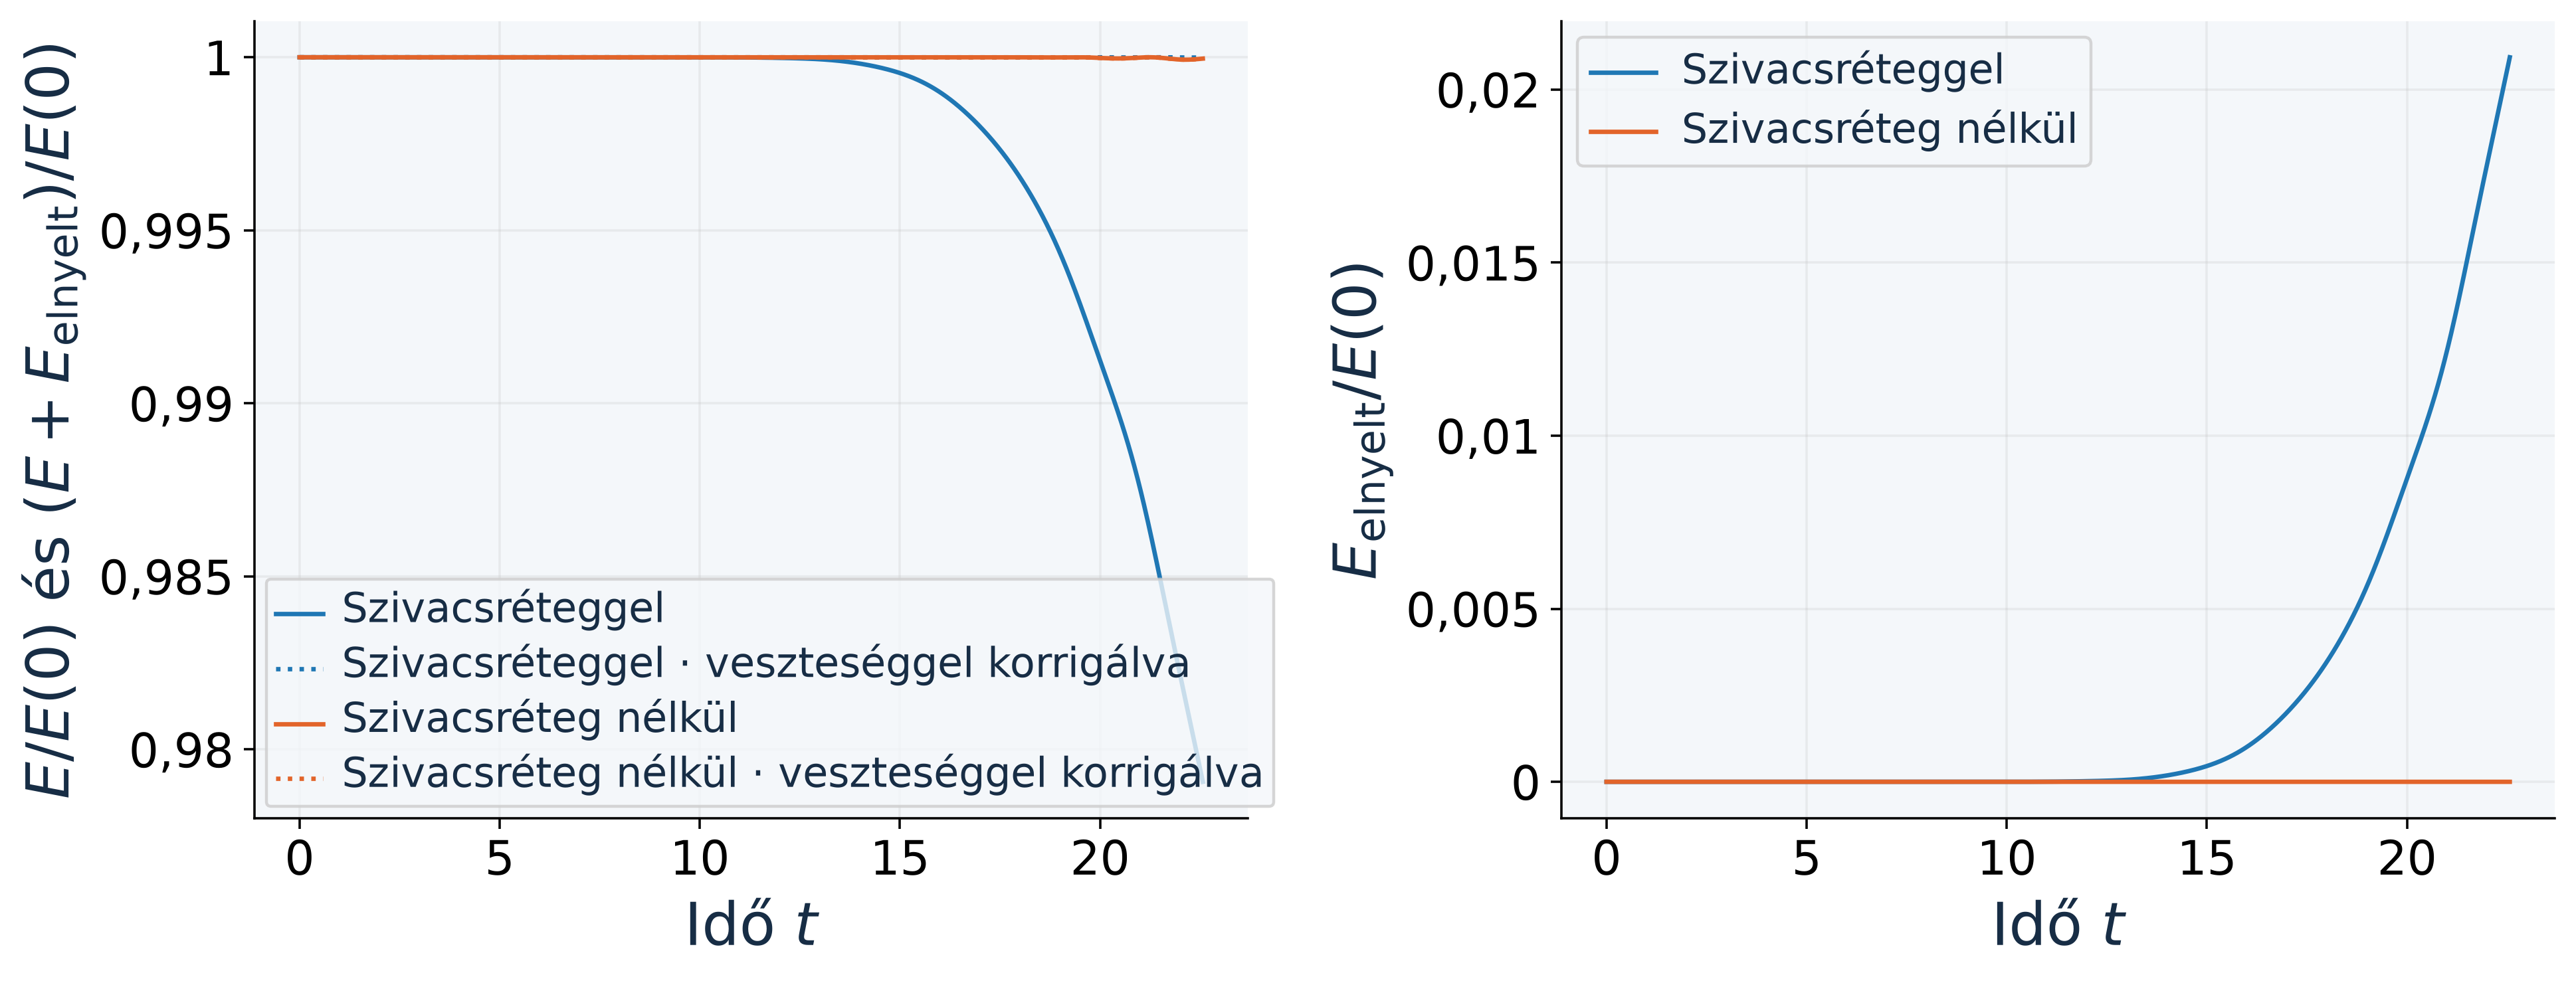 E/E(0) és (E + E_elnyelt)/E(0)
1
0,995
0,99
0,985
0,98
Szivacsréteggel
Szivacsréteggel · veszteséggel korrigálva
Szivacsréteg nélkül
Szivacsréteg nélkül · veszteséggel korrigálva
0 5 10 15 20
Idő t
E_elnyelt/E(0)
0,02
0,015
0,01
0,005
0
Szivacsréteggel
Szivacsréteg nélkül
0 5 10 15 20
Idő t